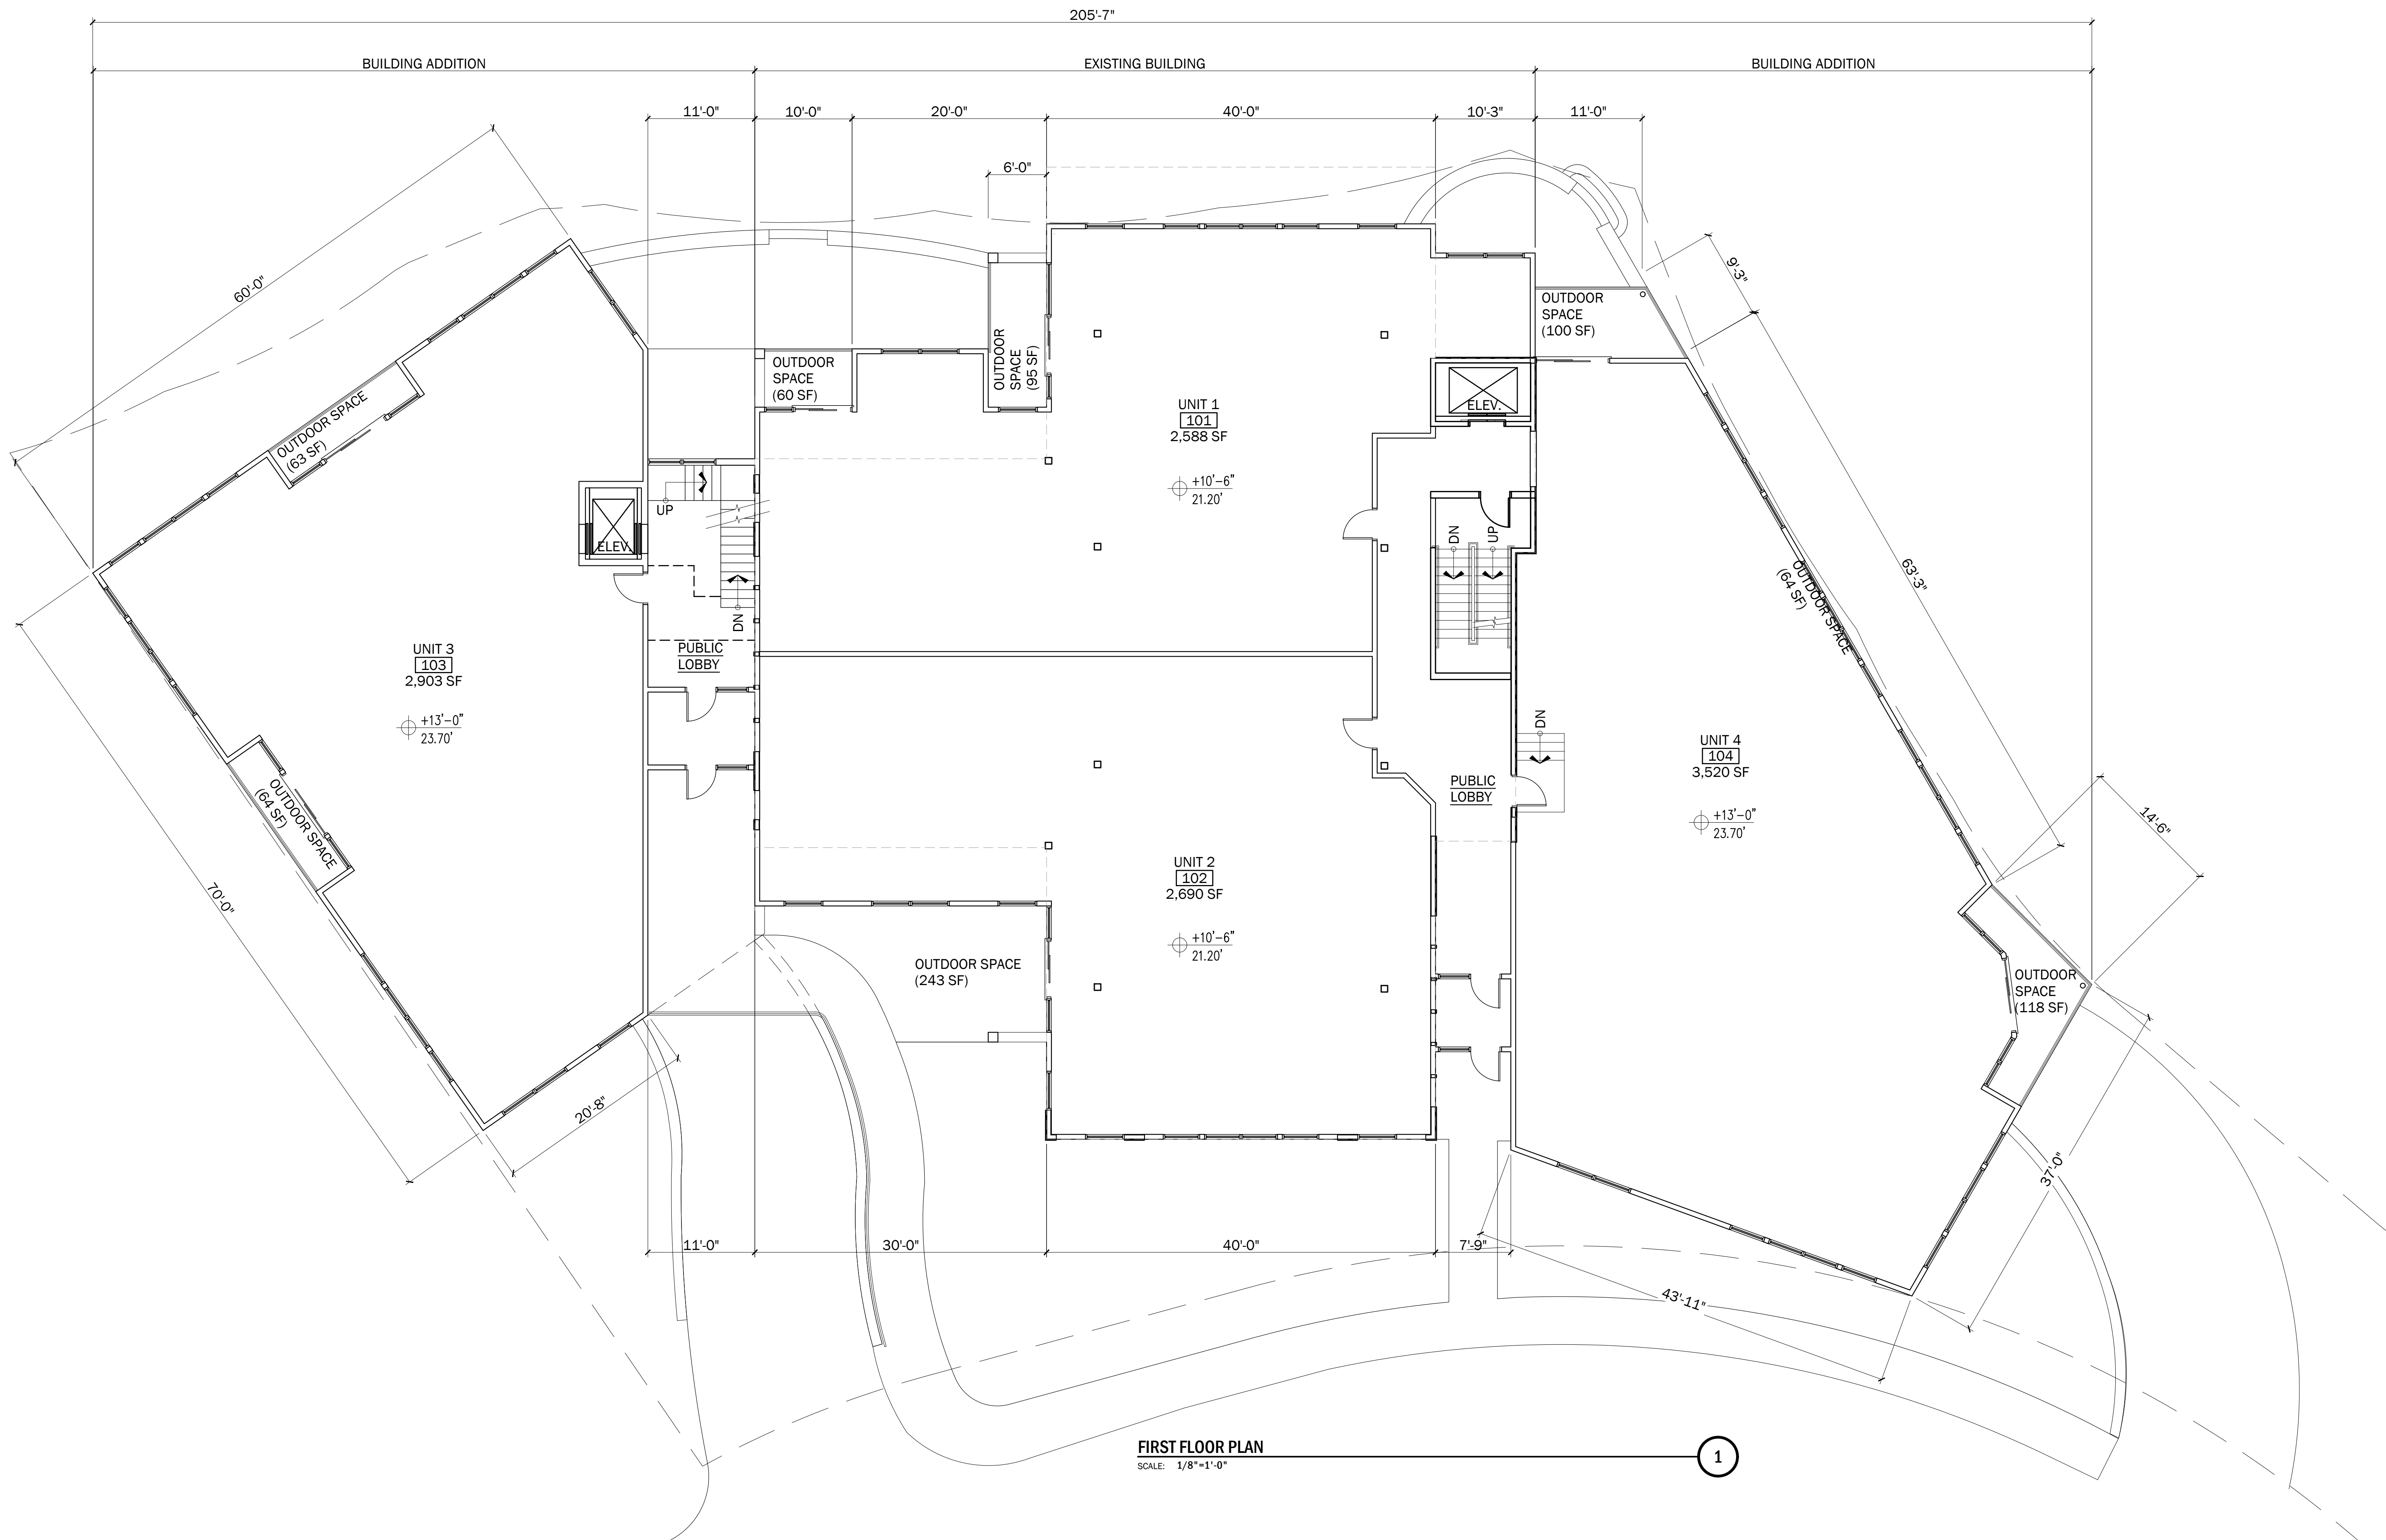 205'-7"
BUILDING ADDITION
EXISTING BUILDING
BUILDING ADDITION
11'-0"
10'-0"
20'-0"
40'-0"
10'-3"
11'-0"
6'-0"
60'-0"
9'-3"
OUTDOOR
SPACE
(100 SF)
OUTDOOR
SPACE
(95 SF)
OUTDOOR
SPACE
(60 SF)
OUTDOOR SPACE
(63 SF)
UNIT 1
101
2,588 SF
+10'-6"
21.20'
ELEV.
ELEV.
UP
DN
DN
UP
63'-3"
OUTDOOR SPACE
(64 SF)
UNIT 3
103
2,903 SF
+13'-0"
23.70'
PUBLIC
LOBBY
DN
UNIT 4
104
3,520 SF
+13'-0"
23.70'
PUBLIC
LOBBY
OUTDOOR SPACE
(64 SF)
14'-6"
70'-0"
UNIT 2
102
2,690 SF
+10'-6"
21.20'
OUTDOOR SPACE
(243 SF)
OUTDOOR
SPACE
(118 SF)
20'-8"
37'-0"
11'-0"
30'-0"
40'-0"
7'-9"
43'-11"
FIRST FLOOR PLAN
SCALE: 1/8"=1'-0"
1